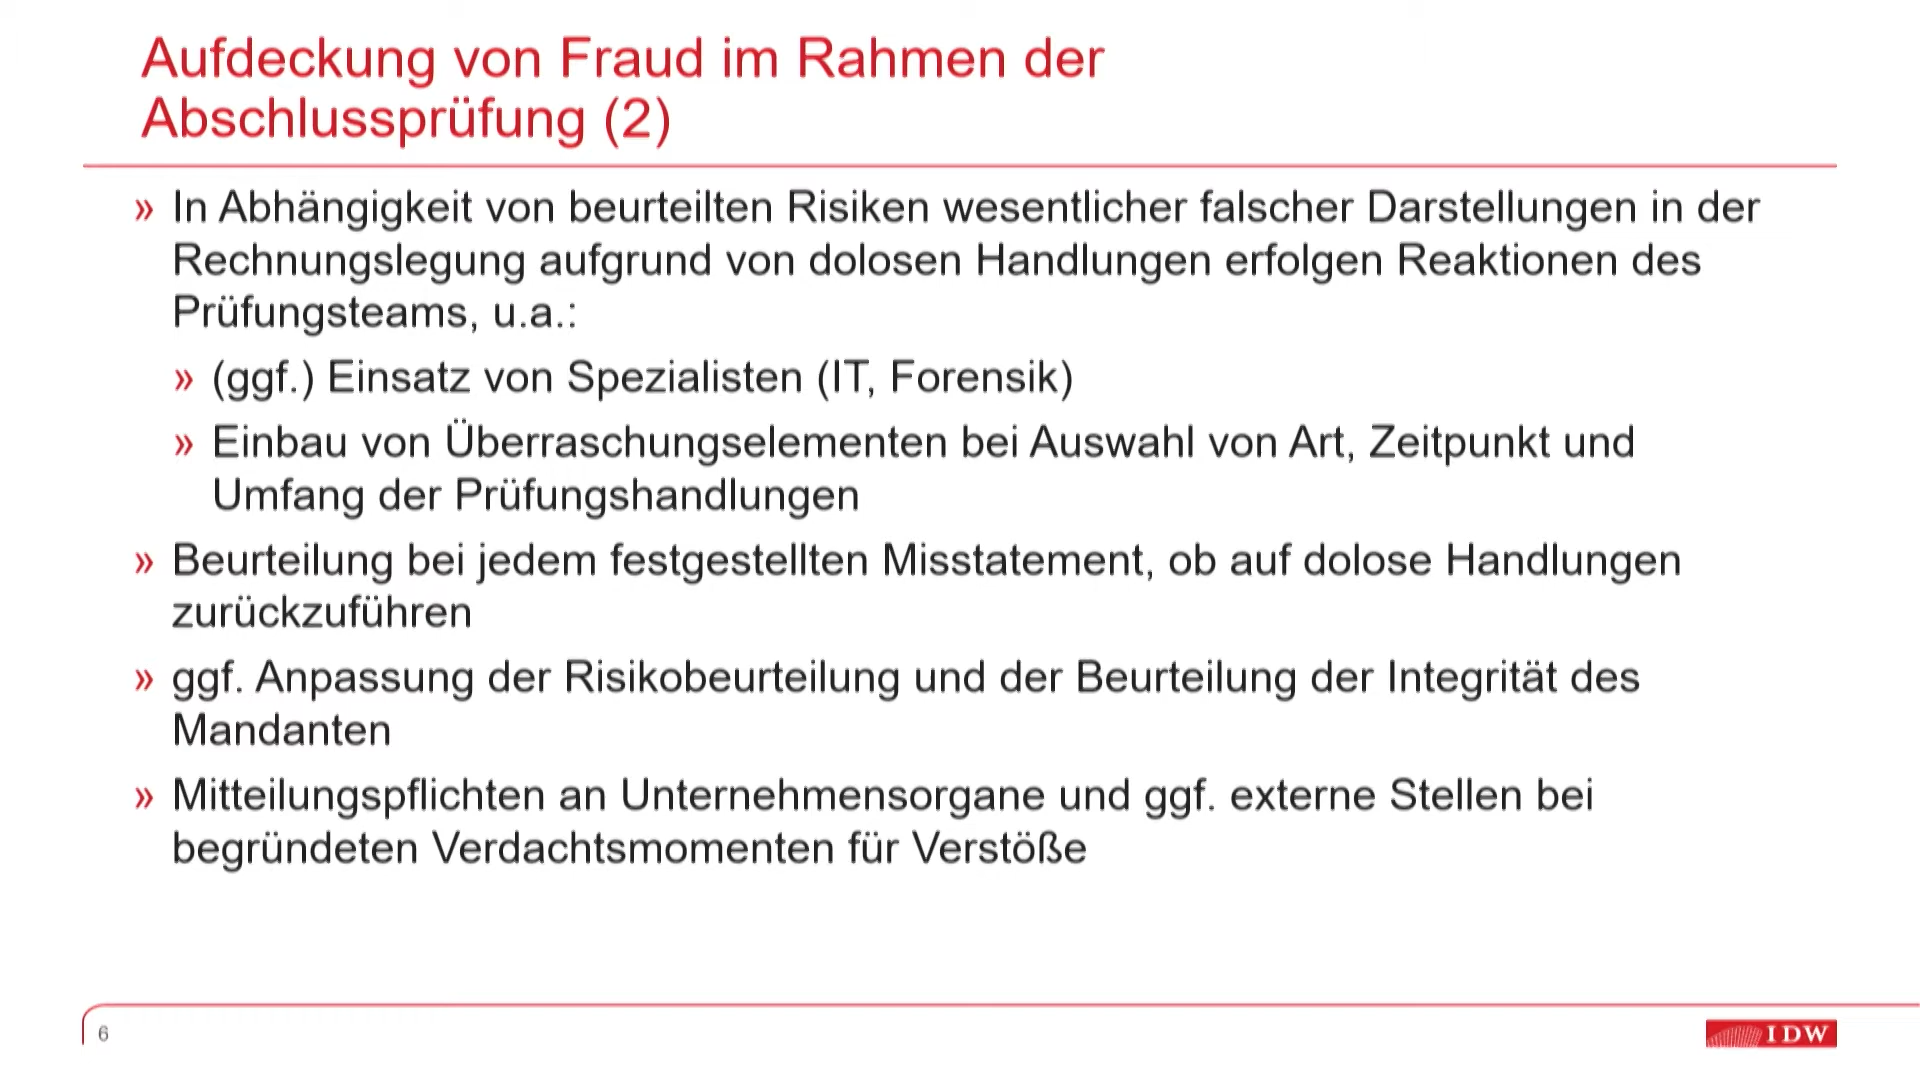 Aufdeckung von Fraud im Rahmen der
Abschlussprüfung (2)
» In Abhängigkeit von beurteilten Risiken wesentlicher falscher Darstellungen in der
Rechnungslegung aufgrund von dolosen Handlungen erfolgen Reaktionen des
Prüfungsteams, u.a.:
» (ggf.) Einsatz von Spezialisten (IT, Forensik)
» Einbau von Überraschungselementen bei Auswahl von Art, Zeitpunkt und
Umfang der Prüfungshandlungen
» Beurteilung bei jedem festgestellten Misstatement, ob auf dolose Handlungen
zurückzuführen
» ggf. Anpassung der Risikobeurteilung und der Beurteilung der Integrität des
Mandanten
» Mitteilungspflichten an Unternehmensorgane und ggf. externe Stellen bei
begründeten Verdachtsmomenten für Verstöße
6
IDW